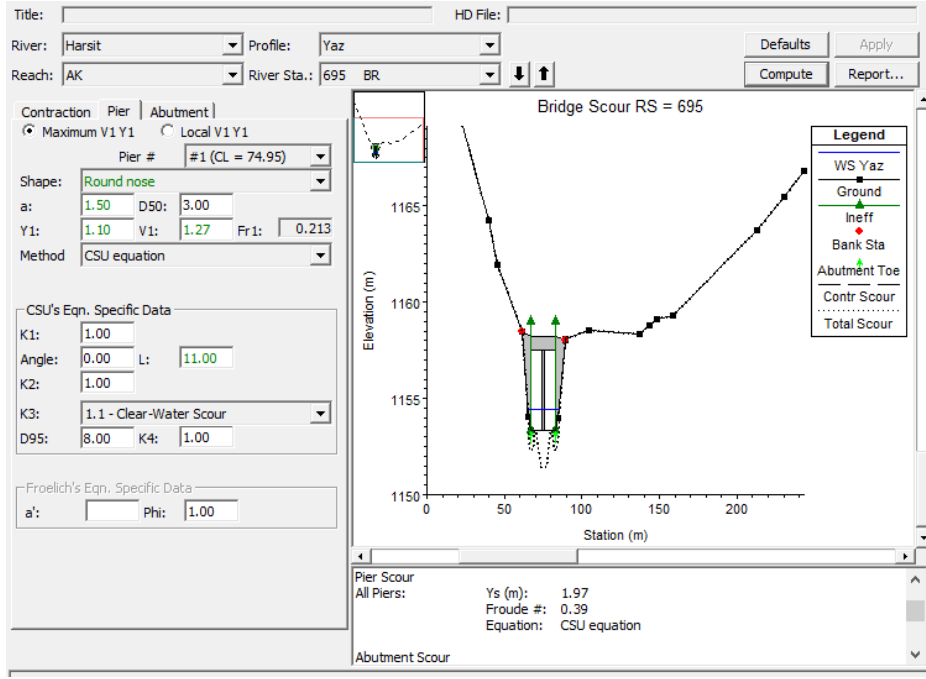 Title: HD File:
River: Harsit Profile: Yaz Defaults Apply
Reach: AK River Sta.: 695 BR Compute Report...
Contraction Pier Abutment
Maximum V1 Y1 Local V1 Y1
Pier # #1 (CL = 74.95)
Shape: Round nose
a: 1.50 D50: 3.00
Y1: 1.10 V1: 1.27 Fr1: 0.213
Method CSU equation
CSU's Eqn. Specific Data
K1: 1.00
Angle: 0.00 L: 11.00
K2: 1.00
K3: 1.1 - Clear-Water Scour
D95: 8.00 K4: 1.00
Froelich's Eqn. Specific Data
a': Phi: 1.00
Bridge Scour RS = 695
Legend
WS Yaz
Ground
Ineff
Bank Sta
Abutment Toe
Contr Scour
Total Scour
Elevation (m)
1165
1160
1155
1150
0 50 100 150 200
Station (m)
Pier Scour
All Piers: Ys (m): 1.97
Froude #: 0.39
Equation: CSU equation
Abutment Scour